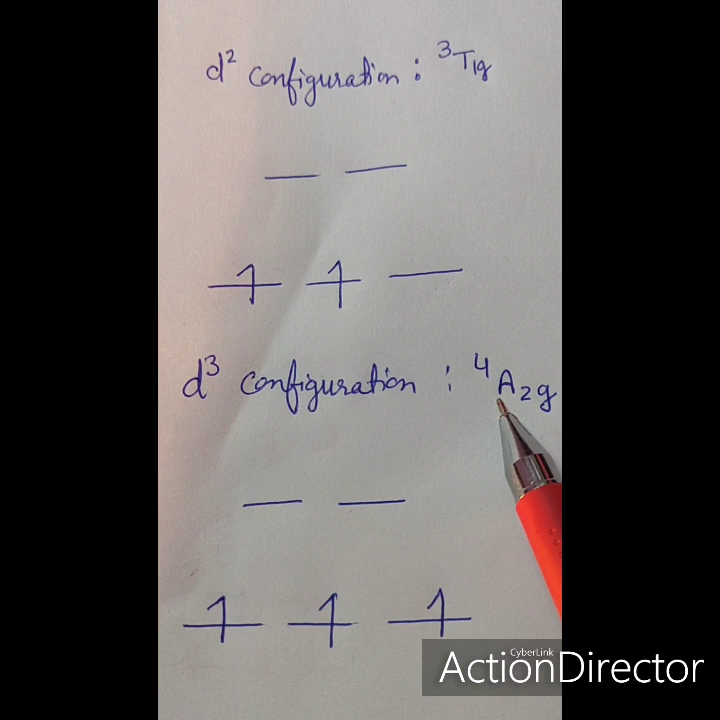 d² configuration : ³T₁g
d³ configuration : ⁴A₂g
CyberLink
ActionDirector